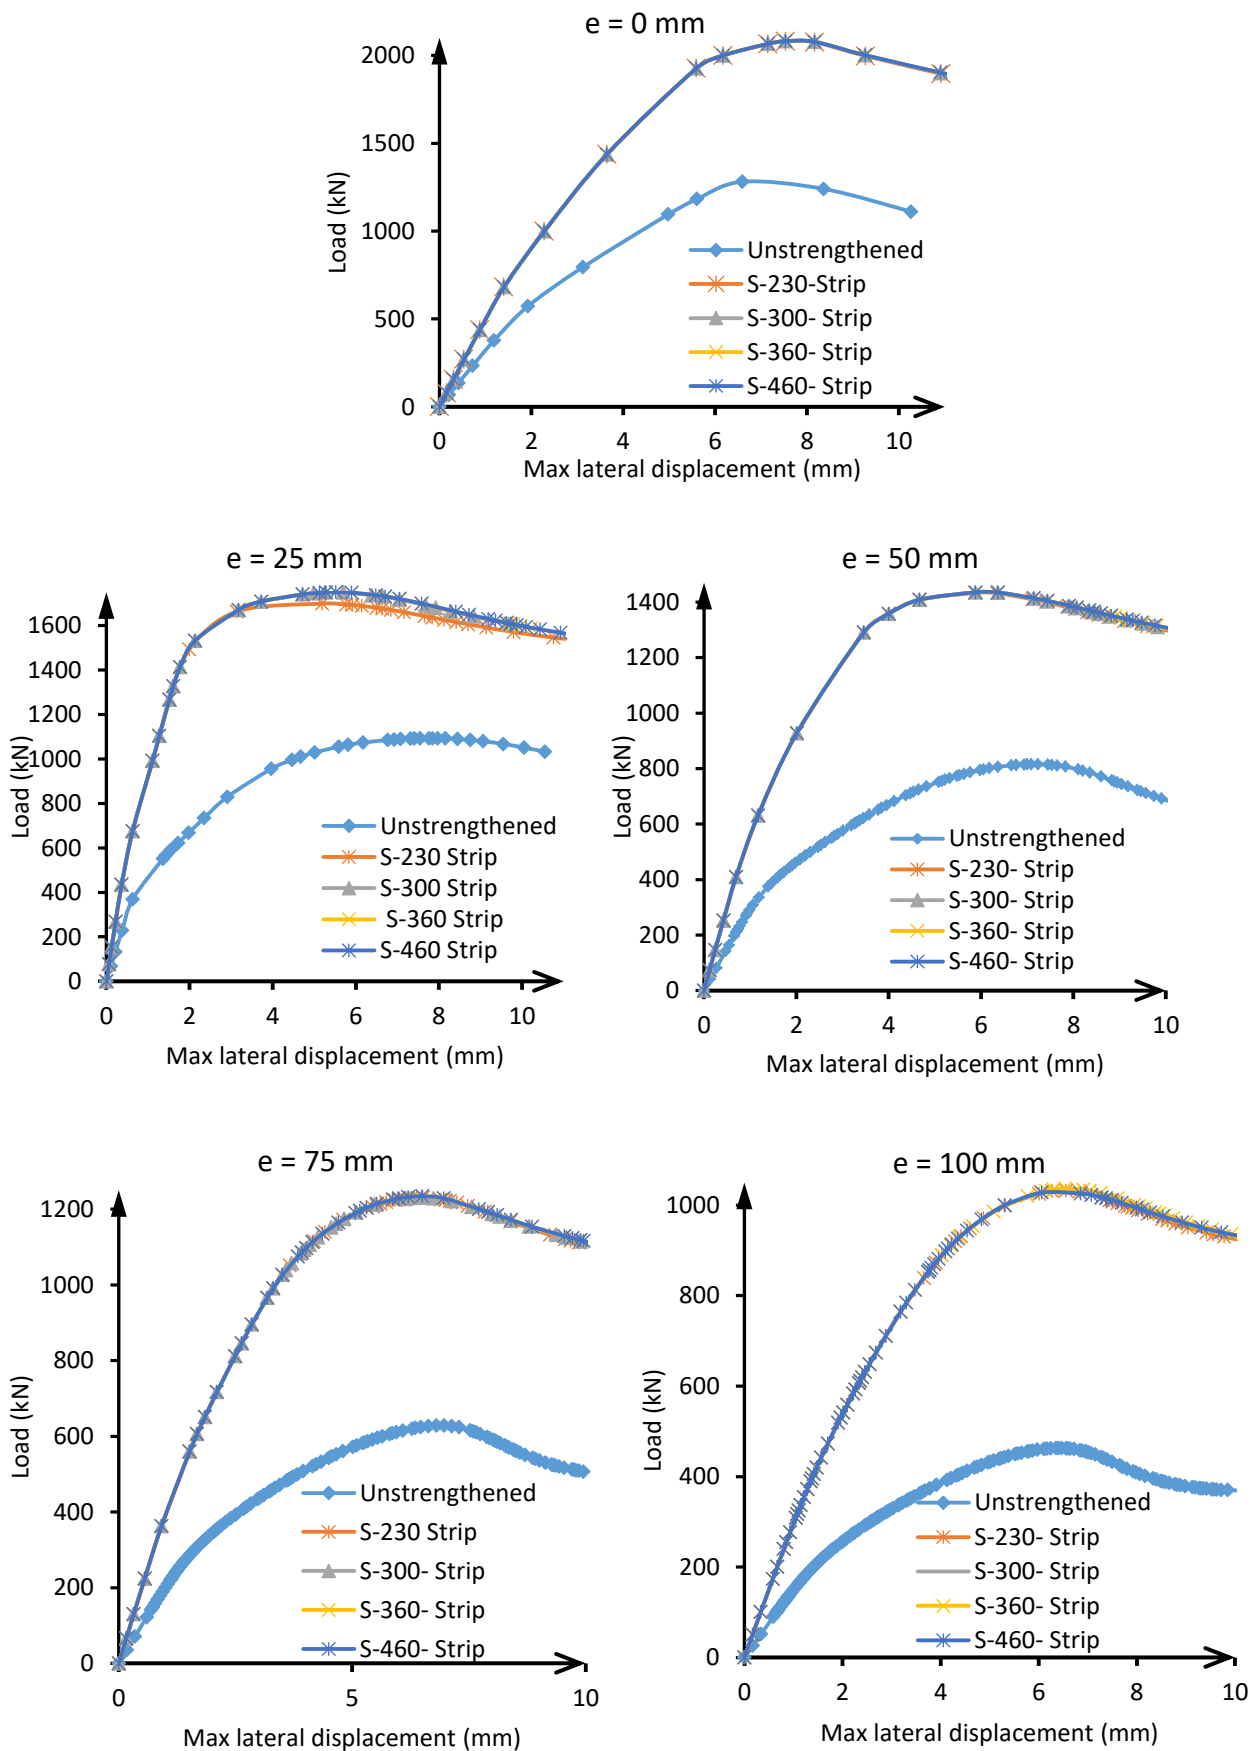 e = 0 mm
2000
1500
1000
500
0
Load (kN)
Unstrengthened
S-230-Strip
S-300- Strip
S-360- Strip
S-460- Strip
0 2 4 6 8 10
Max lateral displacement (mm)
e = 25 mm
1600
1400
1200
1000
800
600
400
200
0
Load (kN)
Unstrengthened
S-230 Strip
S-300 Strip
S-360 Strip
S-460 Strip
0 2 4 6 8 10
Max lateral displacement (mm)
e = 50 mm
1400
1200
1000
800
600
400
200
0
Load (kN)
Unstrengthened
S-230- Strip
S-300- Strip
S-360- Strip
S-460- Strip
0 2 4 6 8 10
Max lateral displacement (mm)
e = 75 mm
1200
1000
800
600
400
200
0
Load (kN)
Unstrengthened
S-230 Strip
S-300- Strip
S-360- Strip
S-460- Strip
0 5 10
Max lateral displacement (mm)
e = 100 mm
1000
800
600
400
200
0
Load (kN)
Unstrengthened
S-230- Strip
S-300- Strip
S-360- Strip
S-460- Strip
0 2 4 6 8 10
Max lateral displacement (mm)